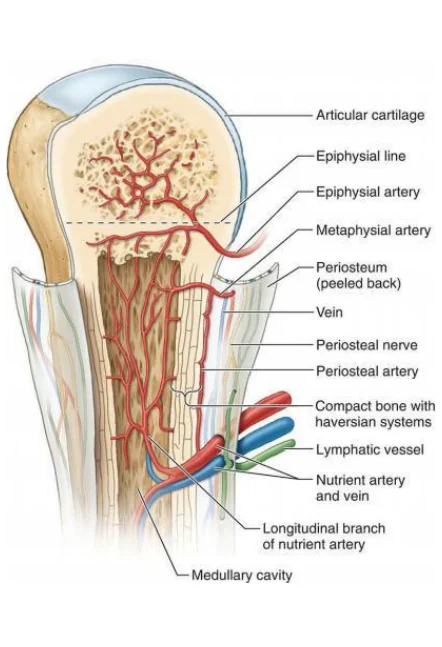 Articular cartilage
Epiphysial line
Epiphysial artery
Metaphysial artery
Periosteum
(peeled back)
Vein
Periosteal nerve
Periosteal artery
Compact bone with
haversian systems
Lymphatic vessel
Nutrient artery
and vein
Longitudinal branch
of nutrient artery
Medullary cavity